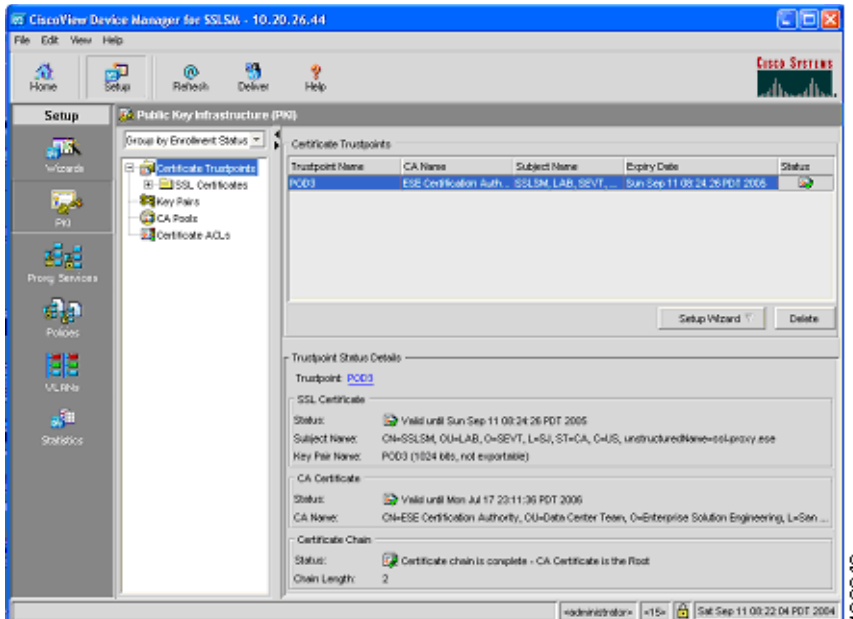 CiscoView Device Manager for SSLSM - 10.20.26.44
File Edit View Help
Home Setup Refresh Deliver Help
CISCO SYSTEMS
Setup
Public Key Infrastructure (PKI)
Wizards
PKI
Proxy Services
Policies
VLANs
Statistics
Group by Enrollment Status
Certificate Trustpoints
SSL Certificates
Key Pairs
CA Pools
Certificate ACLs
Certificate Trustpoints
Trustpoint Name CA Name Subject Name Expiry Date Status
POD3 ESE Certification Auth... SSLSM, LAB, SEVT, ... Sun Sep 11 08:24:26 PDT 2005
Setup Wizard Delete
Trustpoint Status Details
Trustpoint: POD3
SSL Certificate
Status: Valid until Sun Sep 11 08:24:26 PDT 2005
Subject Name: CN=SSLSM, OU=LAB, O=SEVT, L=SJ, ST=CA, C=US, unstructuredName=ssl-proxy.ese
Key Pair Name: POD3 (1024 bits, not exportable)
CA Certificate
Status: Valid until Mon Jul 17 23:11:36 PDT 2006
CA Name: CN=ESE Certification Authority, OU=Data Center Team, O=Enterprise Solution Engineering, L=San ...
Certificate Chain
Status: Certificate chain is complete - CA Certificate is the Root
Chain Length: 2
<administrator> <15> Sat Sep 11 08:22:04 PDT 2004